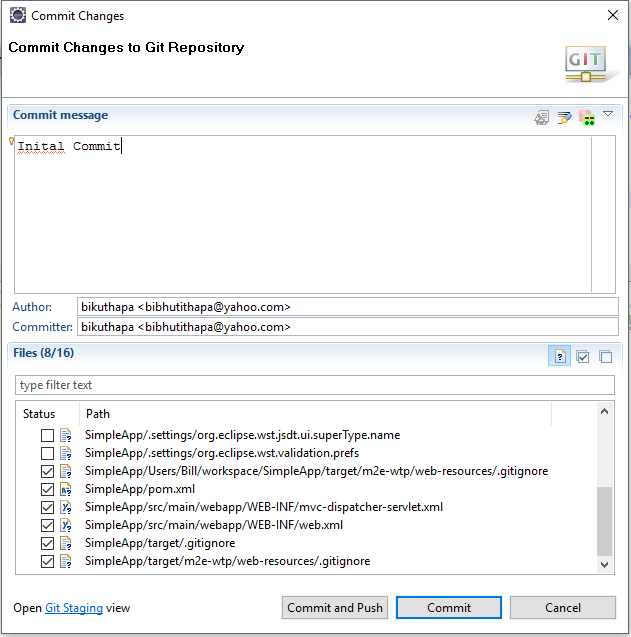 Commit Changes
Commit Changes to Git Repository
GIT
Commit message
Inital Commit
Author: bikuthapa <bibhutithapa@yahoo.com>
Committer: bikuthapa <bibhutithapa@yahoo.com>
Files (8/16)
type filter text
Status Path
SimpleApp/.settings/org.eclipse.wst.jsdt.ui.superType.name
SimpleApp/.settings/org.eclipse.wst.validation.prefs
SimpleApp/Users/Bill/workspace/SimpleApp/target/m2e-wtp/web-resources/.gitignore
SimpleApp/pom.xml
SimpleApp/src/main/webapp/WEB-INF/mvc-dispatcher-servlet.xml
SimpleApp/src/main/webapp/WEB-INF/web.xml
SimpleApp/target/.gitignore
SimpleApp/target/m2e-wtp/web-resources/.gitignore
Open Git Staging view Commit and Push Commit Cancel